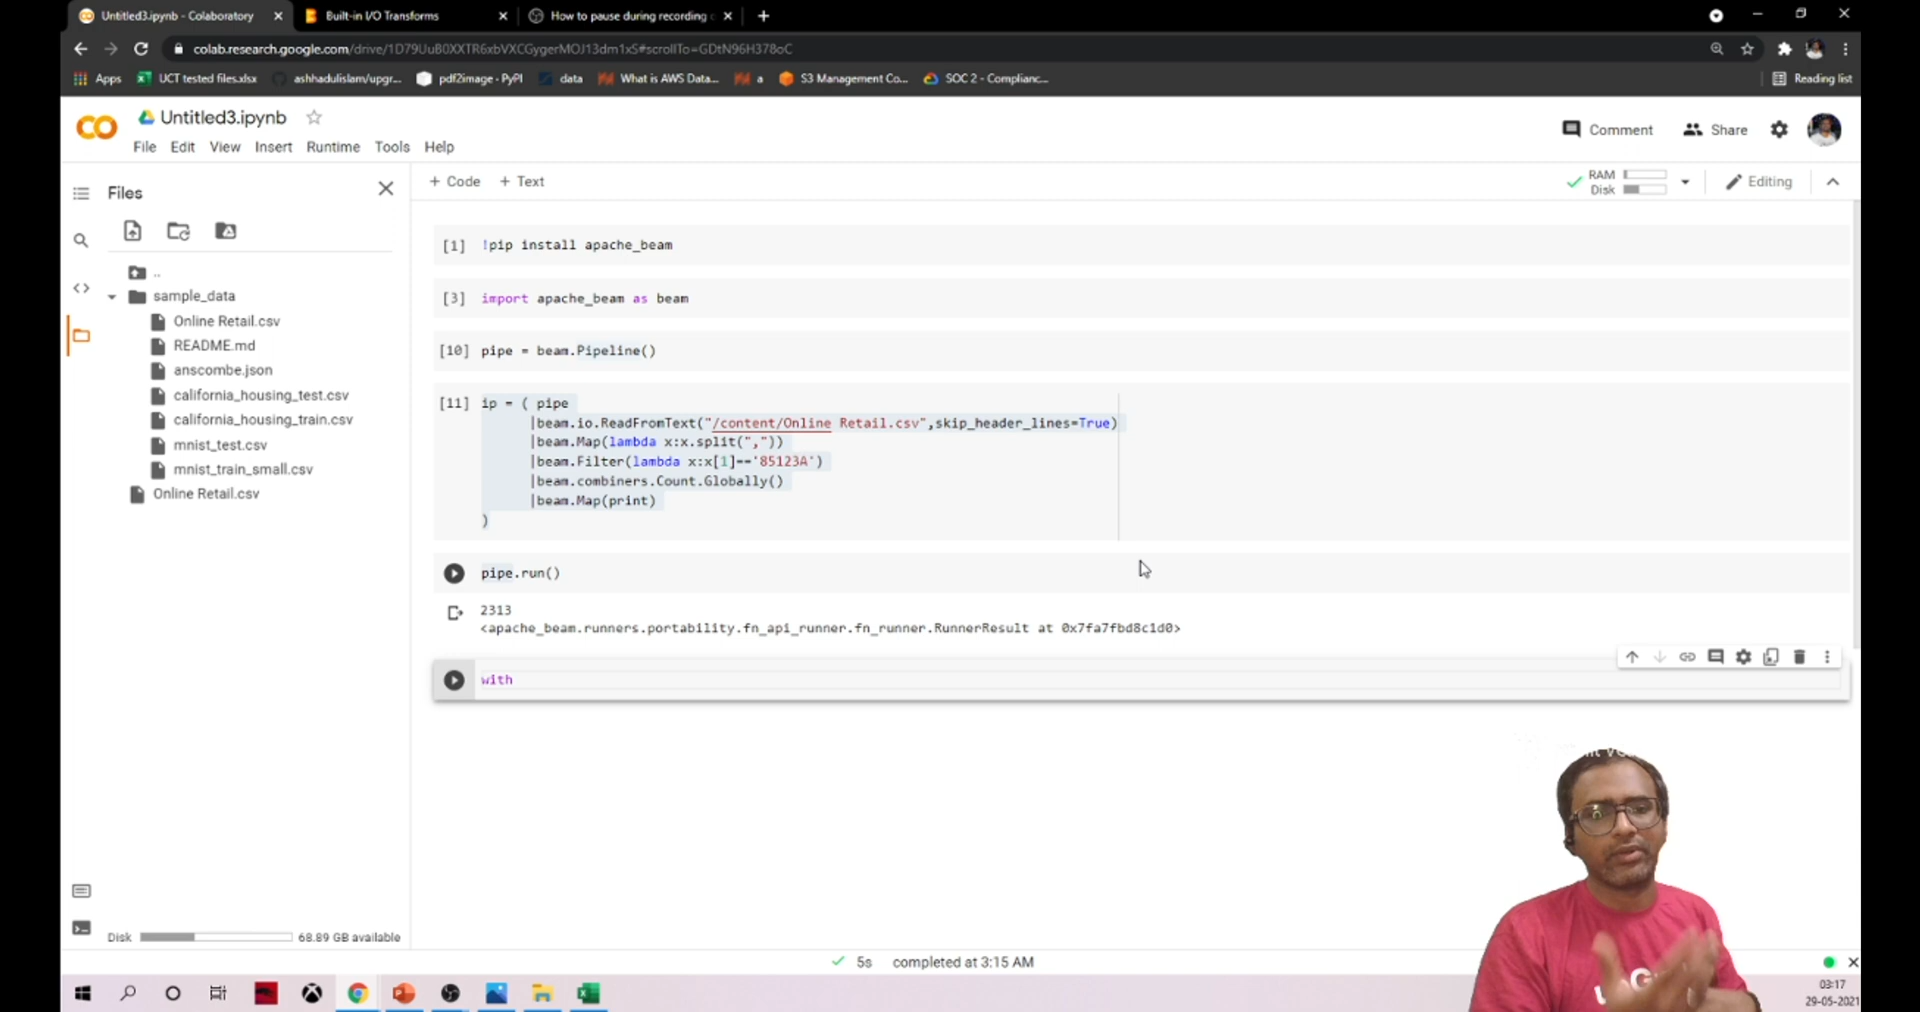 Untitled3.ipynb - Colaboratory
Built-in I/O Transforms
How to pause during recording
colab.research.google.com/drive/1D79UuB0XXTR6xbVXCGygerMOJ13dm1xS#scrollTo=GDtN96H378oC
Apps
UCT tested files.xlsx
ashhadulislam/upgr...
pdf2image · PyPI
data
What is AWS Data...
a
S3 Management Co...
SOC 2 - Complianc...
Reading list
Untitled3.ipynb
Comment
Share
File Edit View Insert Runtime Tools Help
Files
+ Code + Text
RAM
Disk
Editing
..
sample_data
Online Retail.csv
README.md
anscombe.json
california_housing_test.csv
california_housing_train.csv
mnist_test.csv
mnist_train_small.csv
Online Retail.csv
[1] !pip install apache_beam
[3] import apache_beam as beam
[10] pipe = beam.Pipeline()
[11] ip = ( pipe
|beam.io.ReadFromText("/content/Online Retail.csv",skip_header_lines=True)
|beam.Map(lambda x:x.split(","))
|beam.Filter(lambda x:x[1]=='85123A')
|beam.combiners.Count.Globally()
|beam.Map(print)
)
pipe.run()
2313
<apache_beam.runners.portability.fn_api_runner.fn_runner.RunnerResult at 0x7fa7fbd8c1d0>
with
Disk
68.89 GB available
5s completed at 3:15 AM
03:17
29-05-2021